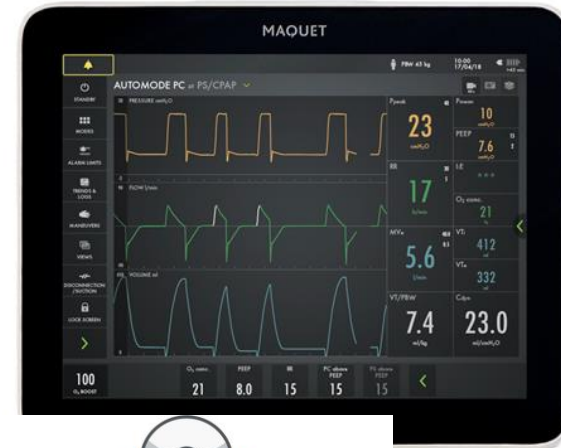 MAQUET
PBW 45 kg
10:00
17/04/18
AUTOMODE PC or PS/CPAP
STANDBY
MODES
ALARM LIMITS
TRENDS & LOGS
MANEUVERS
VIEWS
DISCONNECTION /SUCTION
LOCK SCREEN
100
O₂ BOOST
PRESSURE cmH₂O
FLOW l/min
VOLUME ml
Ppeak
23
cmH₂O
Pmean
10
cmH₂O
PEEP
7.6
cmH₂O
RR
17
b/min
I:E
O₂ conc.
21
%
MVe
5.6
l/min
VTi
412
ml
VTe
332
ml
VT/PBW
7.4
ml/kg
Cdyn
23.0
ml/cmH₂O
O₂ conc.
21
PEEP
8.0
RR
15
PC above PEEP
15
PS above PEEP
15